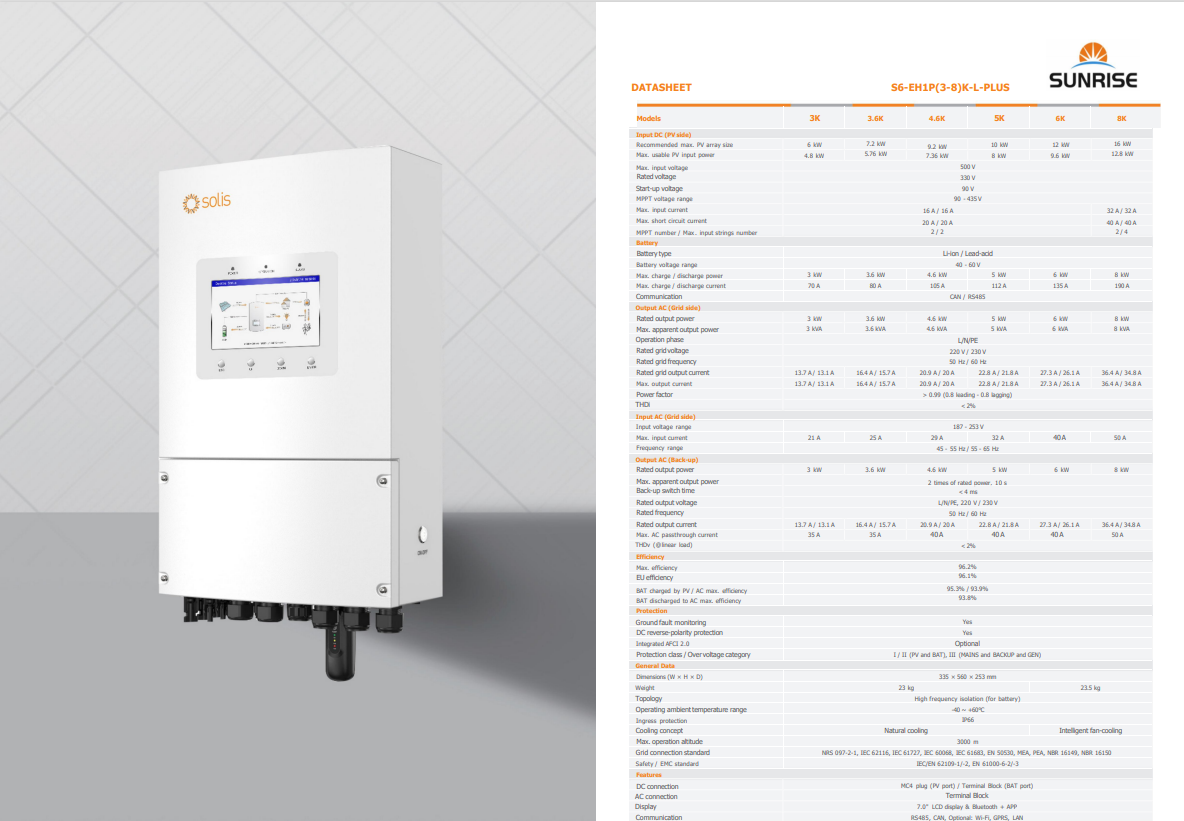 solis
ON/OFF
SUNRISE
DATASHEET S6-EH1P(3-8)K-L-PLUS
Models 3K 3.6K 4.6K 5K 6K 8K
Input DC (PV side)
Recommended max. PV array size 6 kW 7.2 kW 9.2 kW 10 kW 12 kW 16 kW
Max. usable PV input power 4.8 kW 5.76 kW 7.36 kW 8 kW 9.6 kW 12.8 kW
Max. input voltage 500 V
Rated voltage 330 V
Start-up voltage 90 V
MPPT voltage range 90 - 435 V
Max. input current 16 A / 16 A 32 A / 32 A
Max. short circuit current 20 A / 20 A 40 A / 40 A
MPPT number / Max. input strings number 2 / 2 2 / 4
Battery
Battery type Li-ion / Lead-acid
Battery voltage range 40 - 60 V
Max. charge / discharge power 3 kW 3.6 kW 4.6 kW 5 kW 6 kW 8 kW
Max. charge / discharge current 70 A 80 A 105 A 112 A 135 A 190 A
Communication CAN / RS485
Output AC (Grid side)
Rated output power 3 kW 3.6 kW 4.6 kW 5 kW 6 kW 8 kW
Max. apparent output power 3 kVA 3.6 kVA 4.6 kVA 5 kVA 6 kVA 8 kVA
Operation phase L/N/PE
Rated grid voltage 220 V / 230 V
Rated grid frequency 50 Hz / 60 Hz
Rated grid output current 13.7 A / 13.1 A 16.4 A / 15.7 A 20.9 A / 20 A 22.8 A / 21.8 A 27.3 A / 26.1 A 36.4 A / 34.8 A
Max. output current 13.7 A / 13.1 A 16.4 A / 15.7 A 20.9 A / 20 A 22.8 A / 21.8 A 27.3 A / 26.1 A 36.4 A / 34.8 A
Power factor > 0.99 (0.8 leading - 0.8 lagging)
THDi < 2%
Input AC (Grid side)
Input voltage range 187 - 253 V
Max. input current 21 A 25 A 29 A 32 A 40 A 50 A
Frequency range 45 - 55 Hz / 55 - 65 Hz
Output AC (Back-up)
Rated output power 3 kW 3.6 kW 4.6 kW 5 kW 6 kW 8 kW
Max. apparent output power 2 times of rated power, 10 s
Back-up switch time < 4 ms
Rated output voltage L/N/PE, 220 V / 230 V
Rated frequency 50 Hz / 60 Hz
Rated output current 13.7 A / 13.1 A 16.4 A / 15.7 A 20.9 A / 20 A 22.8 A / 21.8 A 27.3 A / 26.1 A 36.4 A / 34.8 A
Max. AC passthrough current 35 A 35 A 40 A 40 A 40 A 50 A
THDv (@linear load) < 2%
Efficiency
Max. efficiency 96.2%
EU efficiency 96.1%
BAT charged by PV / AC max. efficiency 95.3% / 93.9%
BAT discharged to AC max. efficiency 93.8%
Protection
Ground fault monitoring Yes
DC reverse-polarity protection Yes
Integrated AFCI 2.0 Optional
Protection class / Over voltage category I / II (PV and BAT), III (MAINS and BACKUP and GEN)
General Data
Dimensions (W × H × D) 335 × 560 × 253 mm
Weight 23 kg 23.5 kg
Topology High frequency isolation (for battery)
Operating ambient temperature range -40 ~ +60°C
Ingress protection IP66
Cooling concept Natural cooling Intelligent fan-cooling
Max. operation altitude 3000 m
Grid connection standard NRS 097-2-1, IEC 62116, IEC 61727, IEC 60068, IEC 61683, EN 50530, MEA, PEA, NBR 16149, NBR 16150
Safety / EMC standard IEC/EN 62109-1/-2, EN 61000-6-2/-3
Features
DC connection MC4 plug (PV port) / Terminal Block (BAT port)
AC connection Terminal Block
Display 7.0" LCD display & Bluetooth + APP
Communication RS485, CAN, Optional: Wi-Fi, GPRS, LAN